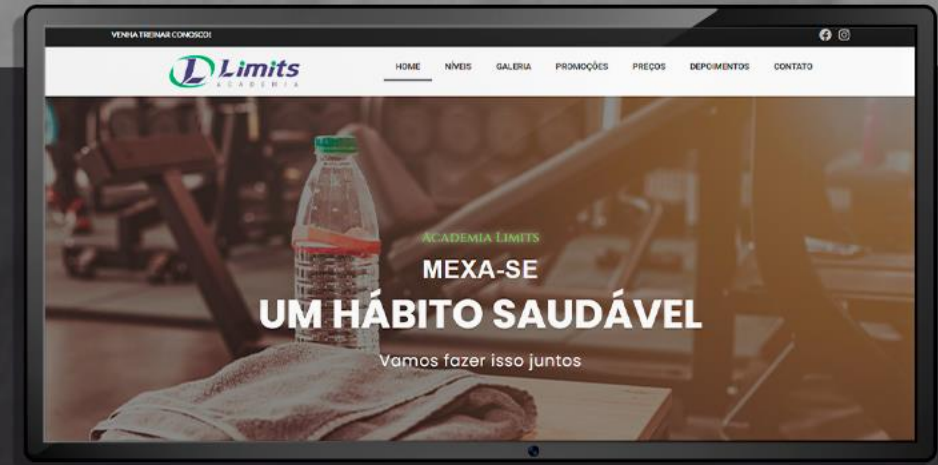 VENHA TREINAR CONOSCO!
Limits
ACADEMIA
HOME NÍVEIS GALERIA PROMOÇÕES PREÇOS DEPOIMENTOS CONTATO
Academia Limits
MEXA-SE
UM HÁBITO SAUDÁVEL
Vamos fazer isso juntos